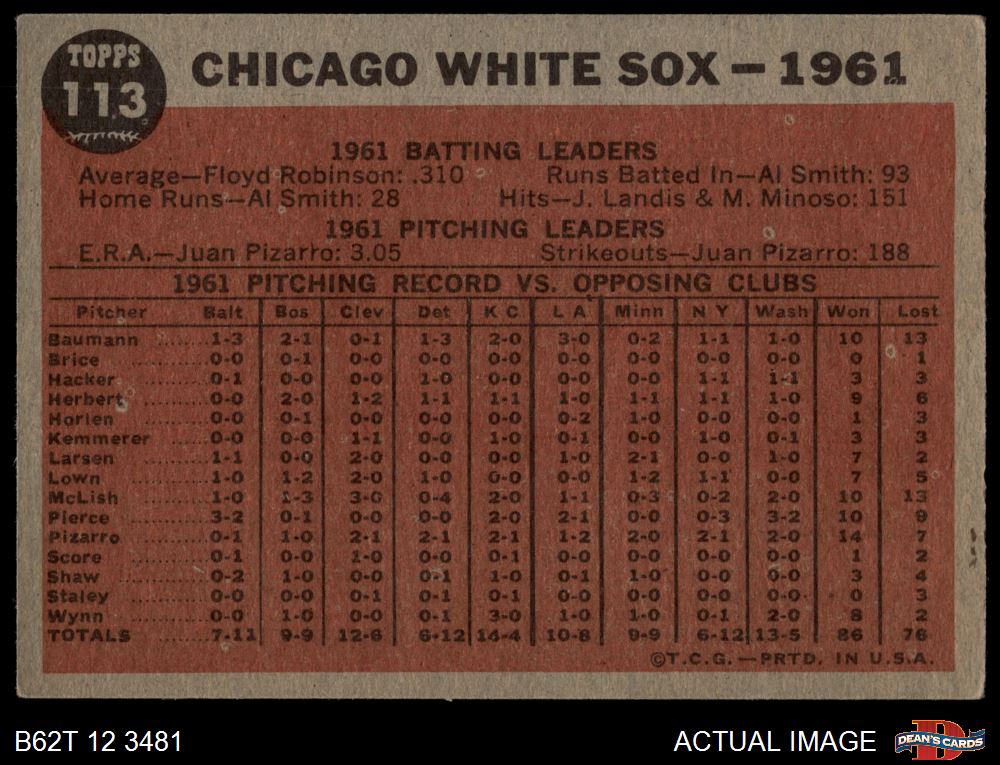 TOPPS
113
CHICAGO WHITE SOX — 1961
1961 BATTING LEADERS
Average—Floyd Robinson: .310 Runs Batted In—Al Smith: 93
Home Runs—Al Smith: 28 Hits—J. Landis & M. Minoso: 151
1961 PITCHING LEADERS
E.R.A.—Juan Pizarro: 3.05 Strikeouts—Juan Pizarro: 188
1961 PITCHING RECORD VS. OPPOSING CLUBS
Pitcher Balt Bos Clev Det K C L A Minn N Y Wash Won Lost
Baumann ........1-3 2-1 0-1 1-3 2-0 3-0 0-2 1-1 1-0 10 13
Brice ........0-0 0-1 0-0 0-0 0-0 0-0 0-0 0-0 0-0 0 1
Hacker ........0-1 0-0 0-0 1-0 0-0 0-0 0-0 1-1 1-1 3 3
Herbert ........0-0 2-0 1-2 1-1 1-1 1-0 1-1 1-1 1-0 9 6
Horlen ........0-0 0-1 0-0 0-0 0-0 0-2 1-0 0-0 0-0 1 3
Kemmerer ......0-0 0-0 1-1 0-0 1-0 0-1 0-0 1-0 0-1 3 3
Larsen ........1-1 0-0 2-0 0-0 0-0 1-0 2-1 0-0 1-0 7 2
Lown ........1-0 1-2 2-0 1-0 0-0 0-0 1-2 1-1 0-0 7 5
McLish ........1-0 1-3 3-0 0-4 2-0 1-1 0-3 0-2 2-0 10 13
Pierce ........3-2 0-1 0-0 0-0 2-0 2-1 0-0 0-3 3-2 10 9
Pizarro ........0-1 1-0 2-1 2-1 2-1 1-2 2-0 2-1 2-0 14 7
Score ........0-1 0-0 1-0 0-0 0-1 0-0 0-0 0-0 0-0 1 2
Shaw ........0-2 1-0 0-0 0-1 1-0 0-1 1-0 0-0 0-0 3 4
Staley ........0-0 0-0 0-1 0-1 0-1 0-0 0-0 0-0 0-0 0 3
Wynn ........0-0 1-0 0-0 0-1 3-0 1-0 1-0 0-1 2-0 8 2
TOTALS ......7-11 9-9 12-6 6-12 14-4 10-8 9-9 6-12 13-5 86 76
©T.C.G.—PRTD. IN U.S.A.
B62T 12 3481 ACTUAL IMAGE
D
DEAN'S CARDS